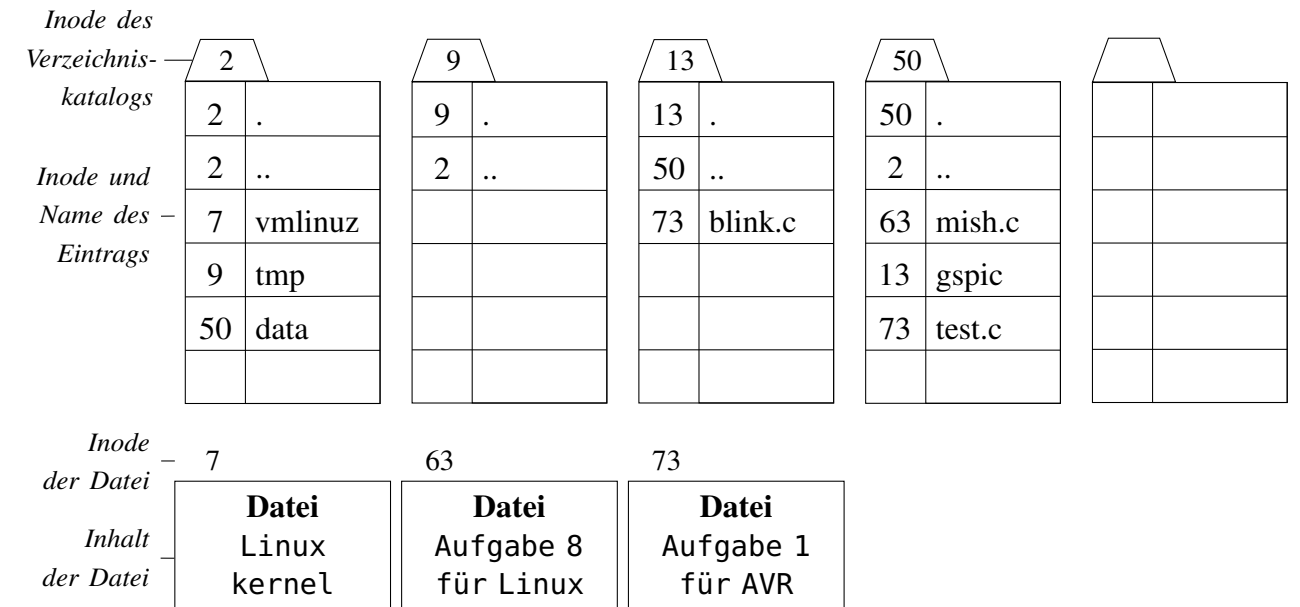 Inode des
Verzeichnis-
katalogs
2
9
13
50
2 .
9 .
13 .
50 .
Inode und
Name des
Eintrags
2 ..
2 ..
50 ..
2 ..
7 vmlinuz
73 blink.c
63 mish.c
9 tmp
13 gspic
50 data
73 test.c
Inode
der Datei
7
63
73
Inhalt
der Datei
Datei
Linux
kernel
Datei
Aufgabe 8
für Linux
Datei
Aufgabe 1
für AVR